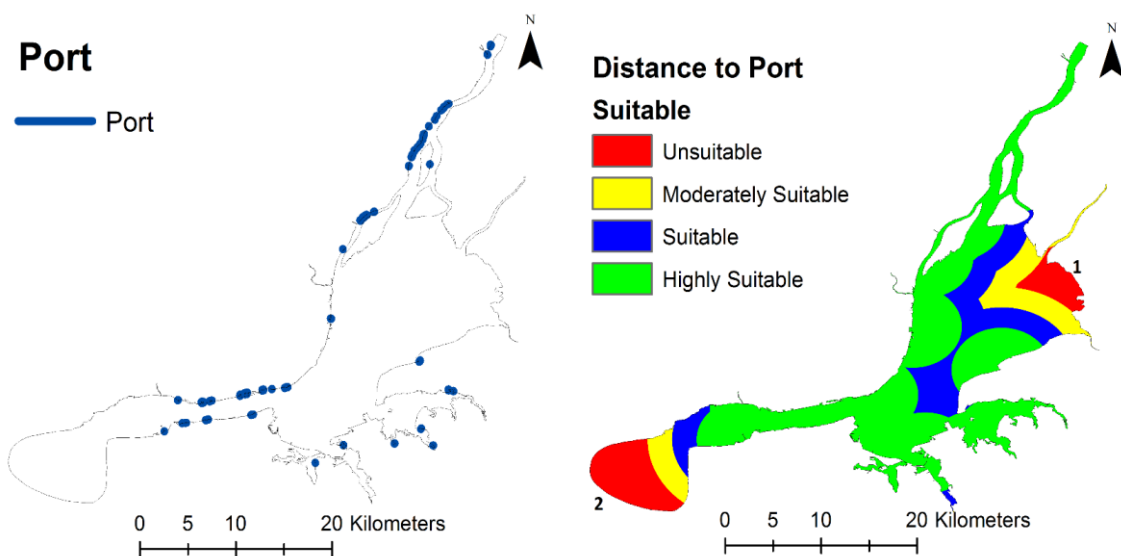 Port
Port
N
0 5 10 20 Kilometers
Distance to Port
Suitable
Unsuitable
Moderately Suitable
Suitable
Highly Suitable
N
1
2
0 5 10 20 Kilometers